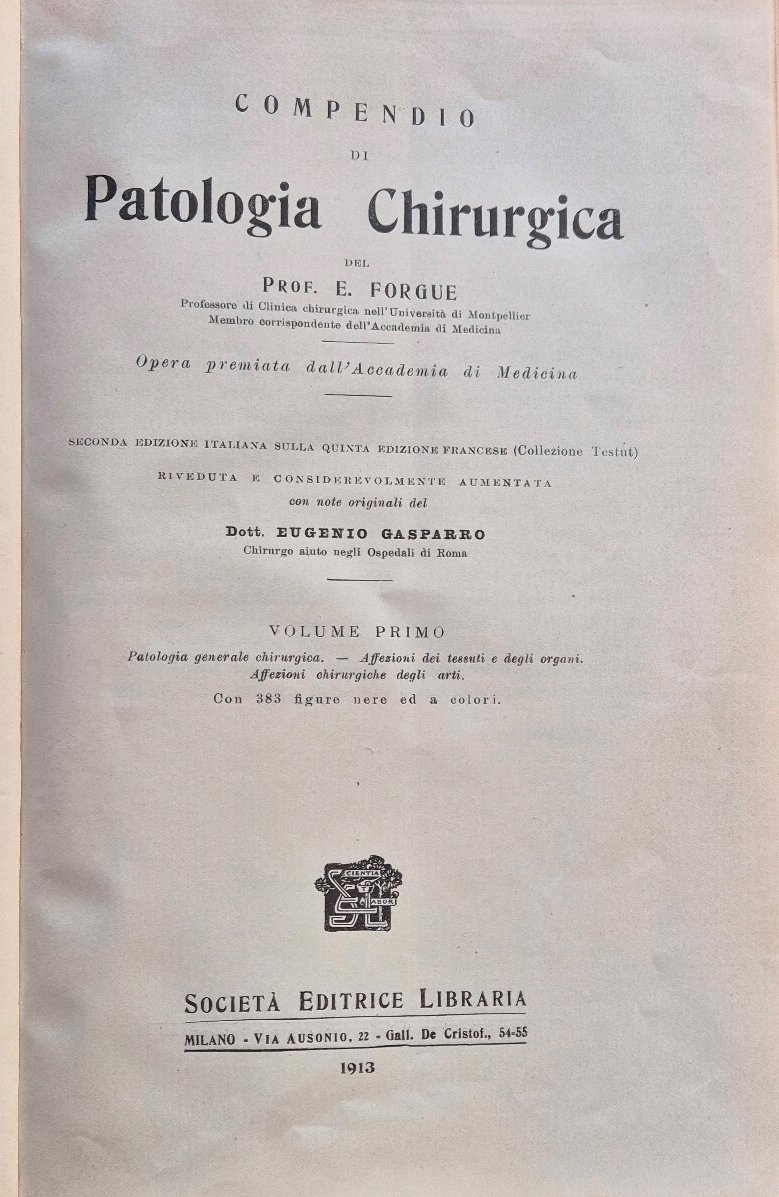 COMPENDIO
DI
Patologia Chirurgica
DEL
PROF. E. FORGUE
Professore di Clinica chirurgica nell'Università di Montpellier
Membro corrispondente dell'Accademia di Medicina
Opera premiata dall'Accademia di Medicina
SECONDA EDIZIONE ITALIANA SULLA QUINTA EDIZIONE FRANCESE (Collezione Testut)
RIVEDUTA E CONSIDEREVOLMENTE AUMENTATA
con note originali del
Dott. EUGENIO GASPARRO
Chirurgo aiuto negli Ospedali di Roma
VOLUME PRIMO
Patologia generale chirurgica. — Affezioni dei tessuti e degli organi.
Affezioni chirurgiche degli arti.
Con 383 figure nere ed a colori.
SCIENTIA
LABOR
SOCIETÀ EDITRICE LIBRARIA
MILANO - VIA AUSONIO, 22 - Gall. De Cristof., 54-55
1913